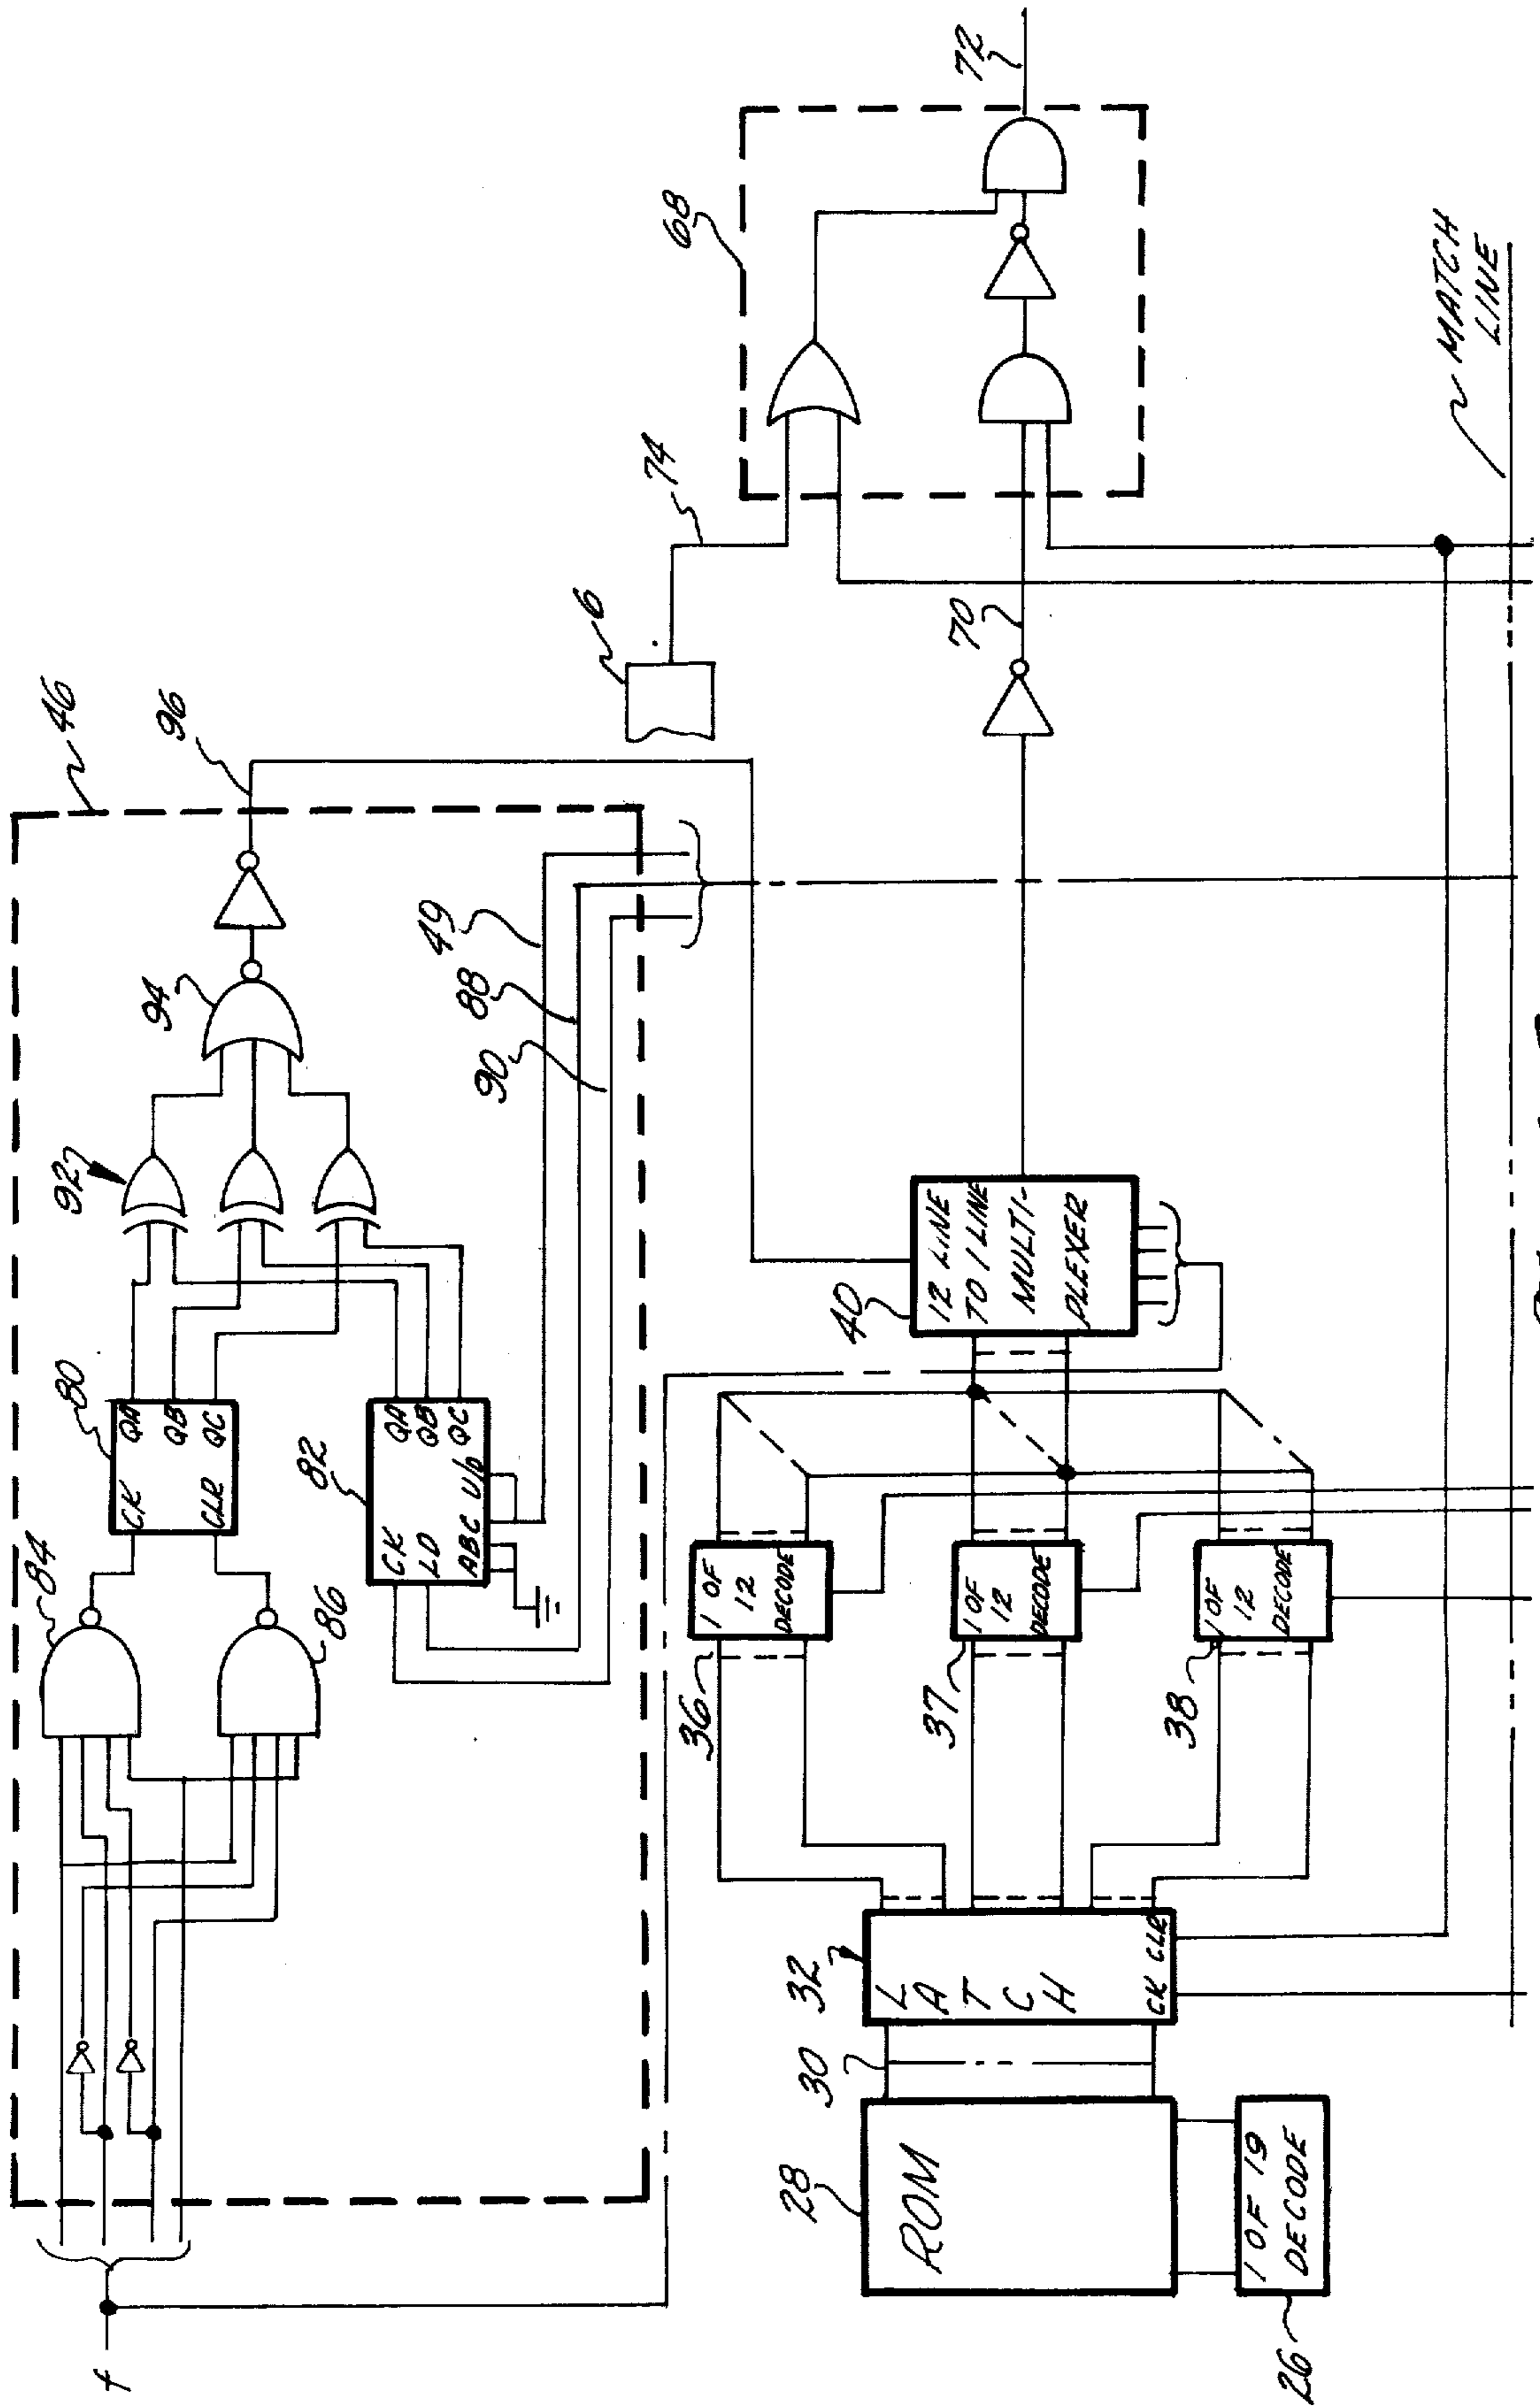 f
46
84
86
CK
CLR
QA
QB
QC
80
82
CK
LD
ABC
U/D
QA
QB
QC
92
94
96
49
88
90
6
74
68
72
70
26
1 OF 19
DECODE
28
ROM
30
32
LATCH
CK CLR
36
1 OF
12
DECODE
37
1 OF
12
DECODE
38
1 OF
12
DECODE
40
12 LINE
TO 1 LINE
MULTI-
PLEXER
MATCH
LINE